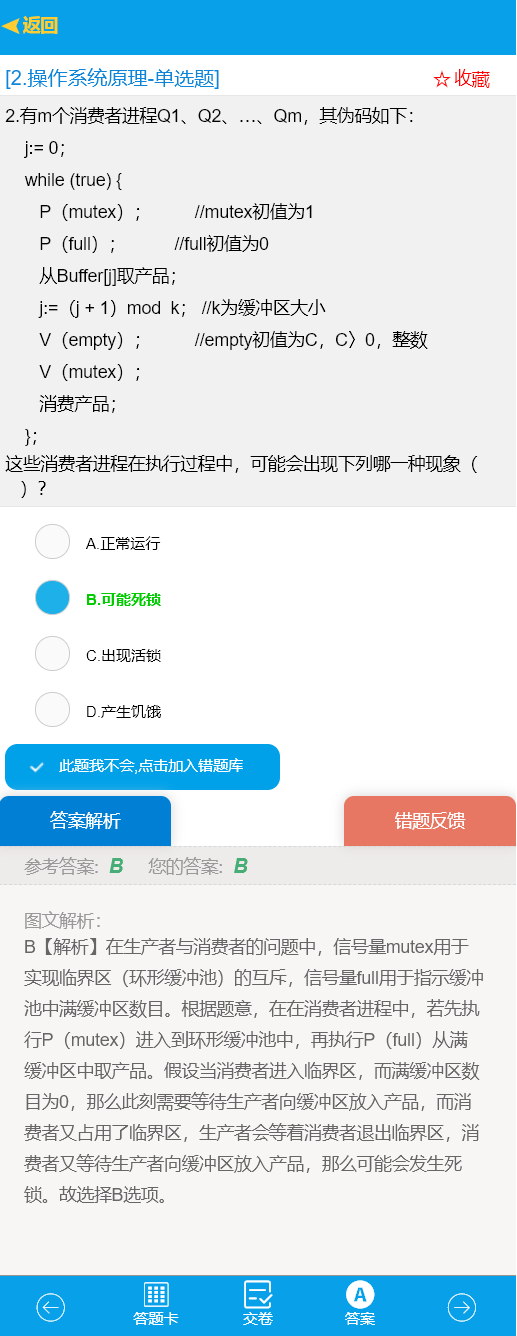 返回
[2.操作系统原理-单选题]
☆ 收藏
2.有m个消费者进程Q1、Q2、…、Qm，其伪码如下：
j:= 0；
while (true) {
P（mutex）； //mutex初值为1
P（full）； //full初值为0
从Buffer[j]取产品；
j:=（j + 1）mod k； //k为缓冲区大小
V（empty）； //empty初值为C，C〉0，整数
V（mutex）；
消费产品；
}；
这些消费者进程在执行过程中，可能会出现下列哪一种现象（
）？
A.正常运行
B.可能死锁
C.出现活锁
D.产生饥饿
此题我不会,点击加入错题库
答案解析
错题反馈
参考答案: B 您的答案: B
图文解析：
B【解析】在生产者与消费者的问题中，信号量mutex用于
实现临界区（环形缓冲池）的互斥，信号量full用于指示缓冲
池中满缓冲区数目。根据题意，在在消费者进程中，若先执
行P（mutex）进入到环形缓冲池中，再执行P（full）从满
缓冲区中取产品。假设当消费者进入临界区，而满缓冲区数
目为0，那么此刻需要等待生产者向缓冲区放入产品，而消
费者又占用了临界区，生产者会等着消费者退出临界区，消
费者又等待生产者向缓冲区放入产品，那么可能会发生死
锁。故选择B选项。
A
答题卡
交卷
答案